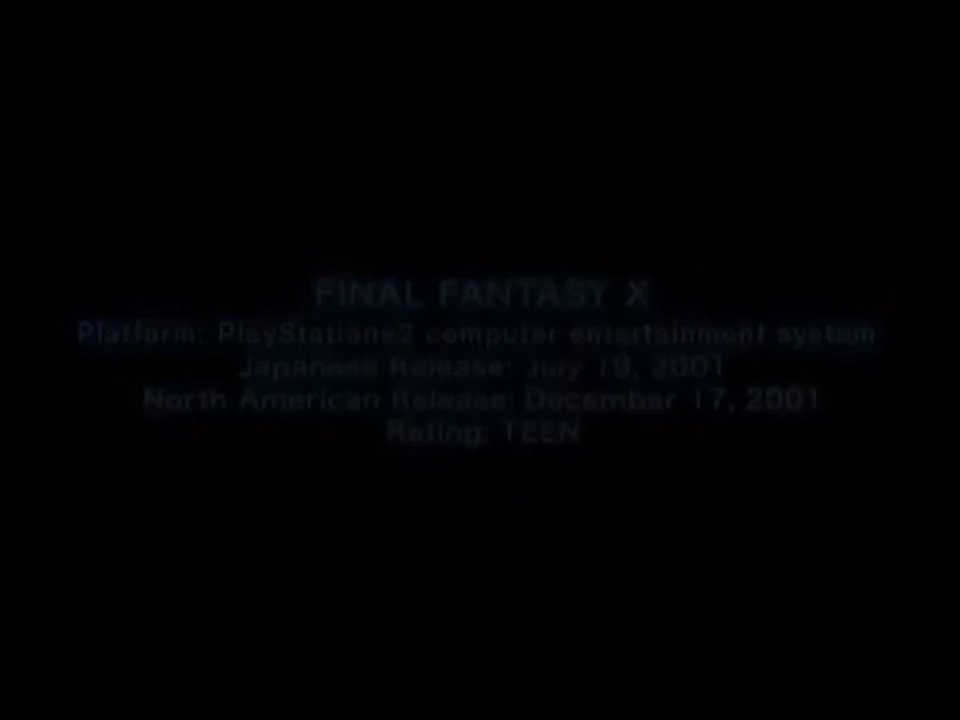 FINAL FANTASY X
Platform: PlayStation®2 computer entertainment system
Japanese Release: July 19, 2001
North American Release: December 17, 2001
Rating: TEEN